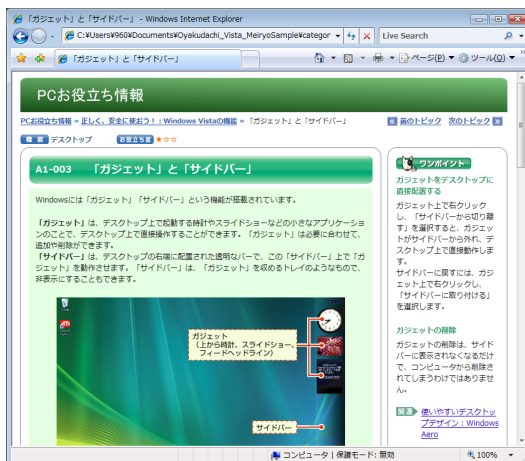 「ガジェット」と「サイドバー」 - Windows Internet Explorer
C:¥Users¥960¥Documents¥Oyakudachi_Vista_MeiryoSample¥categor
Live Search
「ガジェット」と「サイドバー」
ページ(P)
ツール(O)
PCお役立ち情報
PCお役立ち情報 » 正しく、安全に使おう!：Windows Vistaの機能 » 「ガジェット」と「サイドバー」
前のトピック 次のトピック
デスクトップ
お役立ち度 ★☆☆
A1-003 「ガジェット」と「サイドバー」
Windowsには「ガジェット」「サイドバー」という機能が搭載されています。
「ガジェット」は、デスクトップ上で起動する時計やスライドショーなどの小さなアプリケーショ
ンのことで、デスクトップ上で直接操作することができます。「ガジェット」は必要に合わせて、
追加や削除ができます。
「サイドバー」は、デスクトップの右端に配置された透明なバーで、この「サイドバー」上で「ガ
ジェット」を動作させます。「サイドバー」は、「ガジェット」を収めるトレイのようなもので、
非表示にすることもできます。
ガジェット
（上から時計、スライドショー、
フィードヘッドライン）
サイドバー
ワンポイント
ガジェットをデスクトップに
直接配置する
ガジェット上で右クリック
し、「サイドバーから切り離
す」を選択すると、ガジェッ
トがサイドバーから外れ、デ
スクトップ上で直接動作しま
す。
サイドバーに戻すには、ガジ
ェット上で右クリックし、
「サイドバーに取り付ける」
を選択します。
ガジェットの削除
ガジェットの削除は、サイド
バーに表示されなくなるだけ
で、コンピュータから削除さ
れてしまうわけではありませ
ん。
関連
使いやすいデスクトッ
プデザイン：Windows
Aero
コンピュータ | 保護モード: 無効
100%